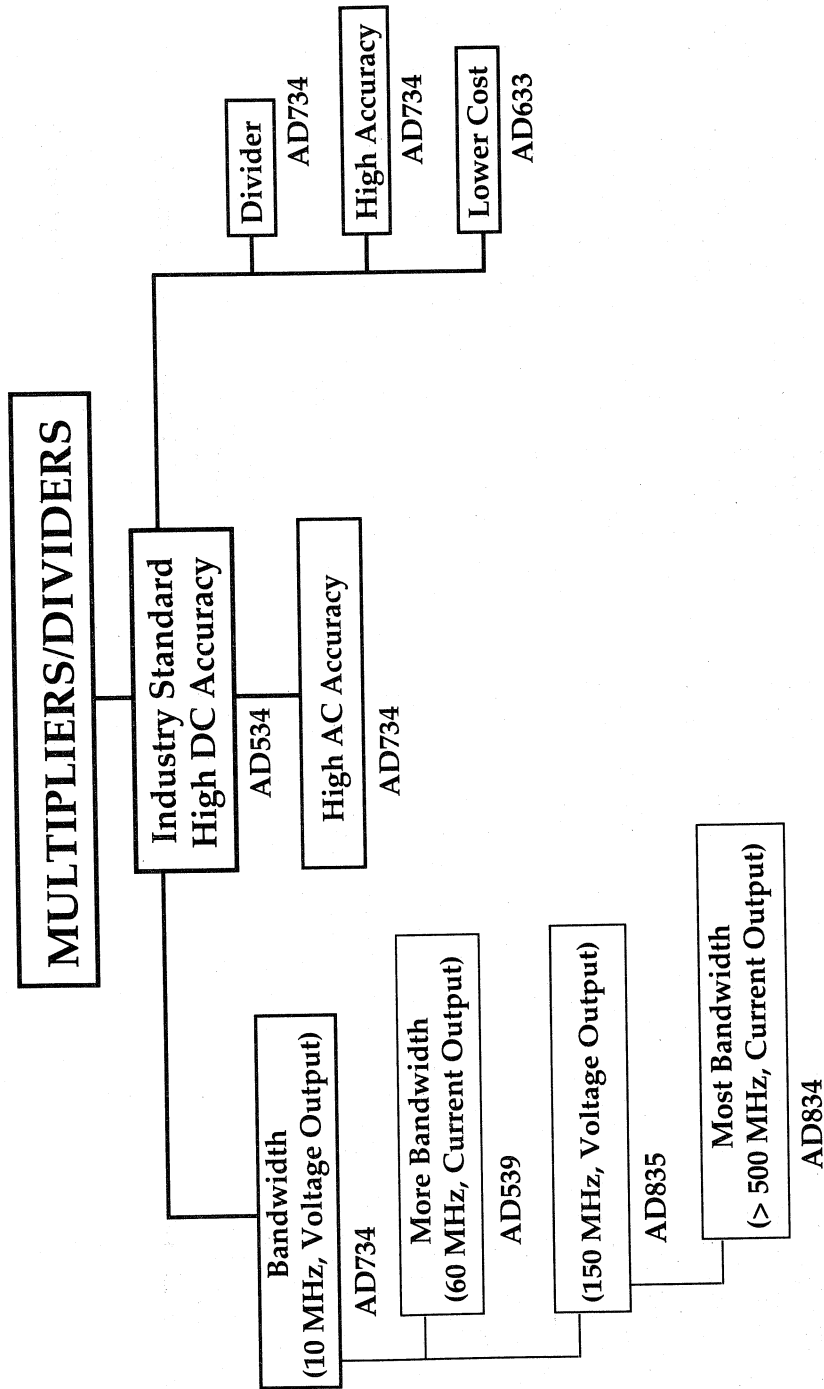 MULTIPLIERS/DIVIDERS
Industry Standard
High DC Accuracy
AD534
High AC Accuracy
AD734
Bandwidth
(10 MHz, Voltage Output)
AD734
More Bandwidth
(60 MHz, Current Output)
AD539
(150 MHz, Voltage Output)
AD835
Most Bandwidth
(> 500 MHz, Current Output)
AD834
Divider
AD734
High Accuracy
AD734
Lower Cost
AD633